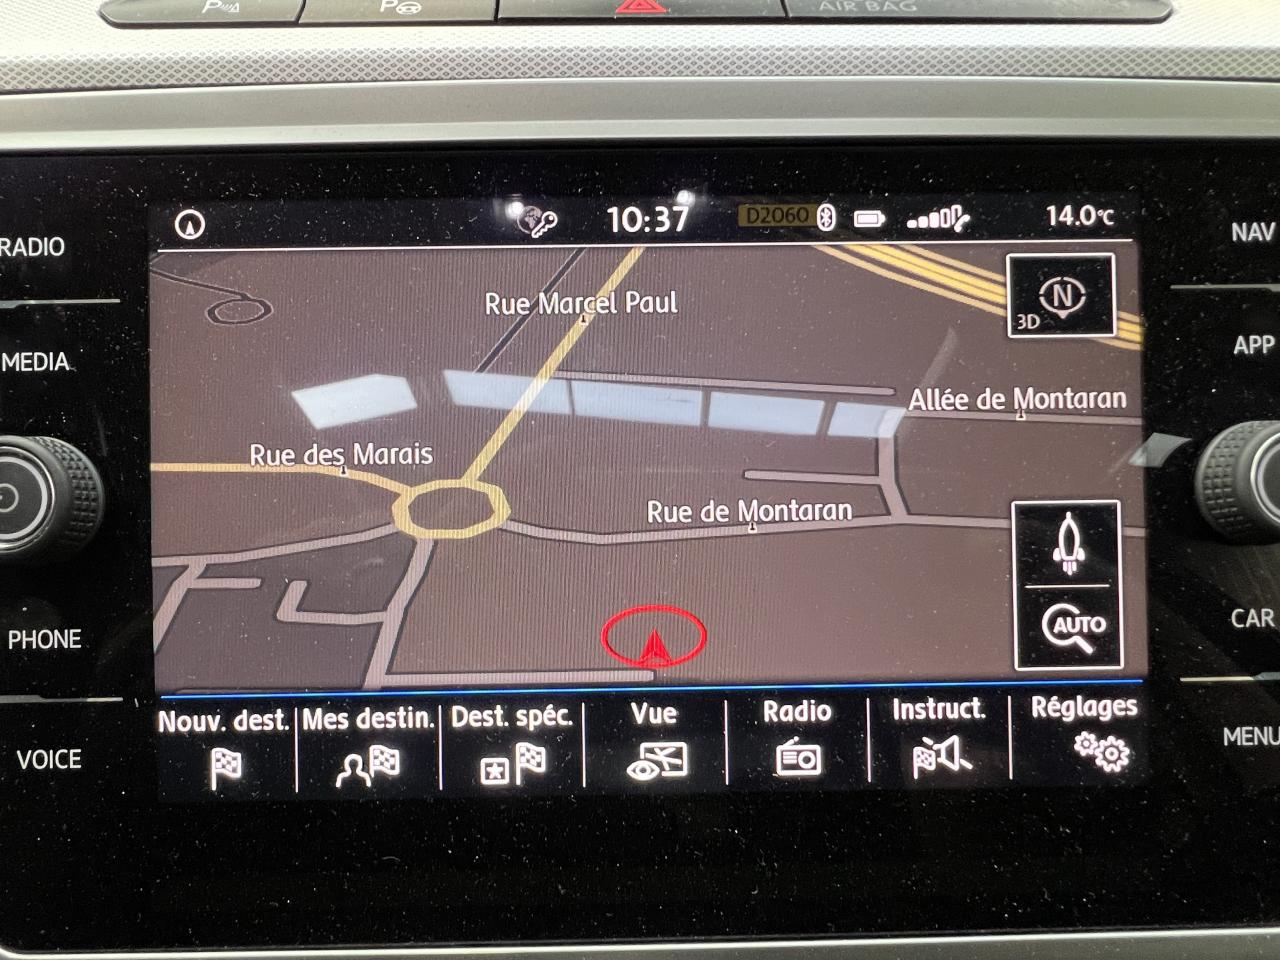 AIR BAG
RADIO
MEDIA
PHONE
VOICE
10:37
D2060
14.0°C
Rue Marcel Paul
N
3D
Allée de Montaran
Rue des Marais
Rue de Montaran
AUTO
Nouv. dest.
Mes destin.
Dest. spéc.
Vue
Radio
Instruct.
Réglages
NAV
APP
CAR
MENU